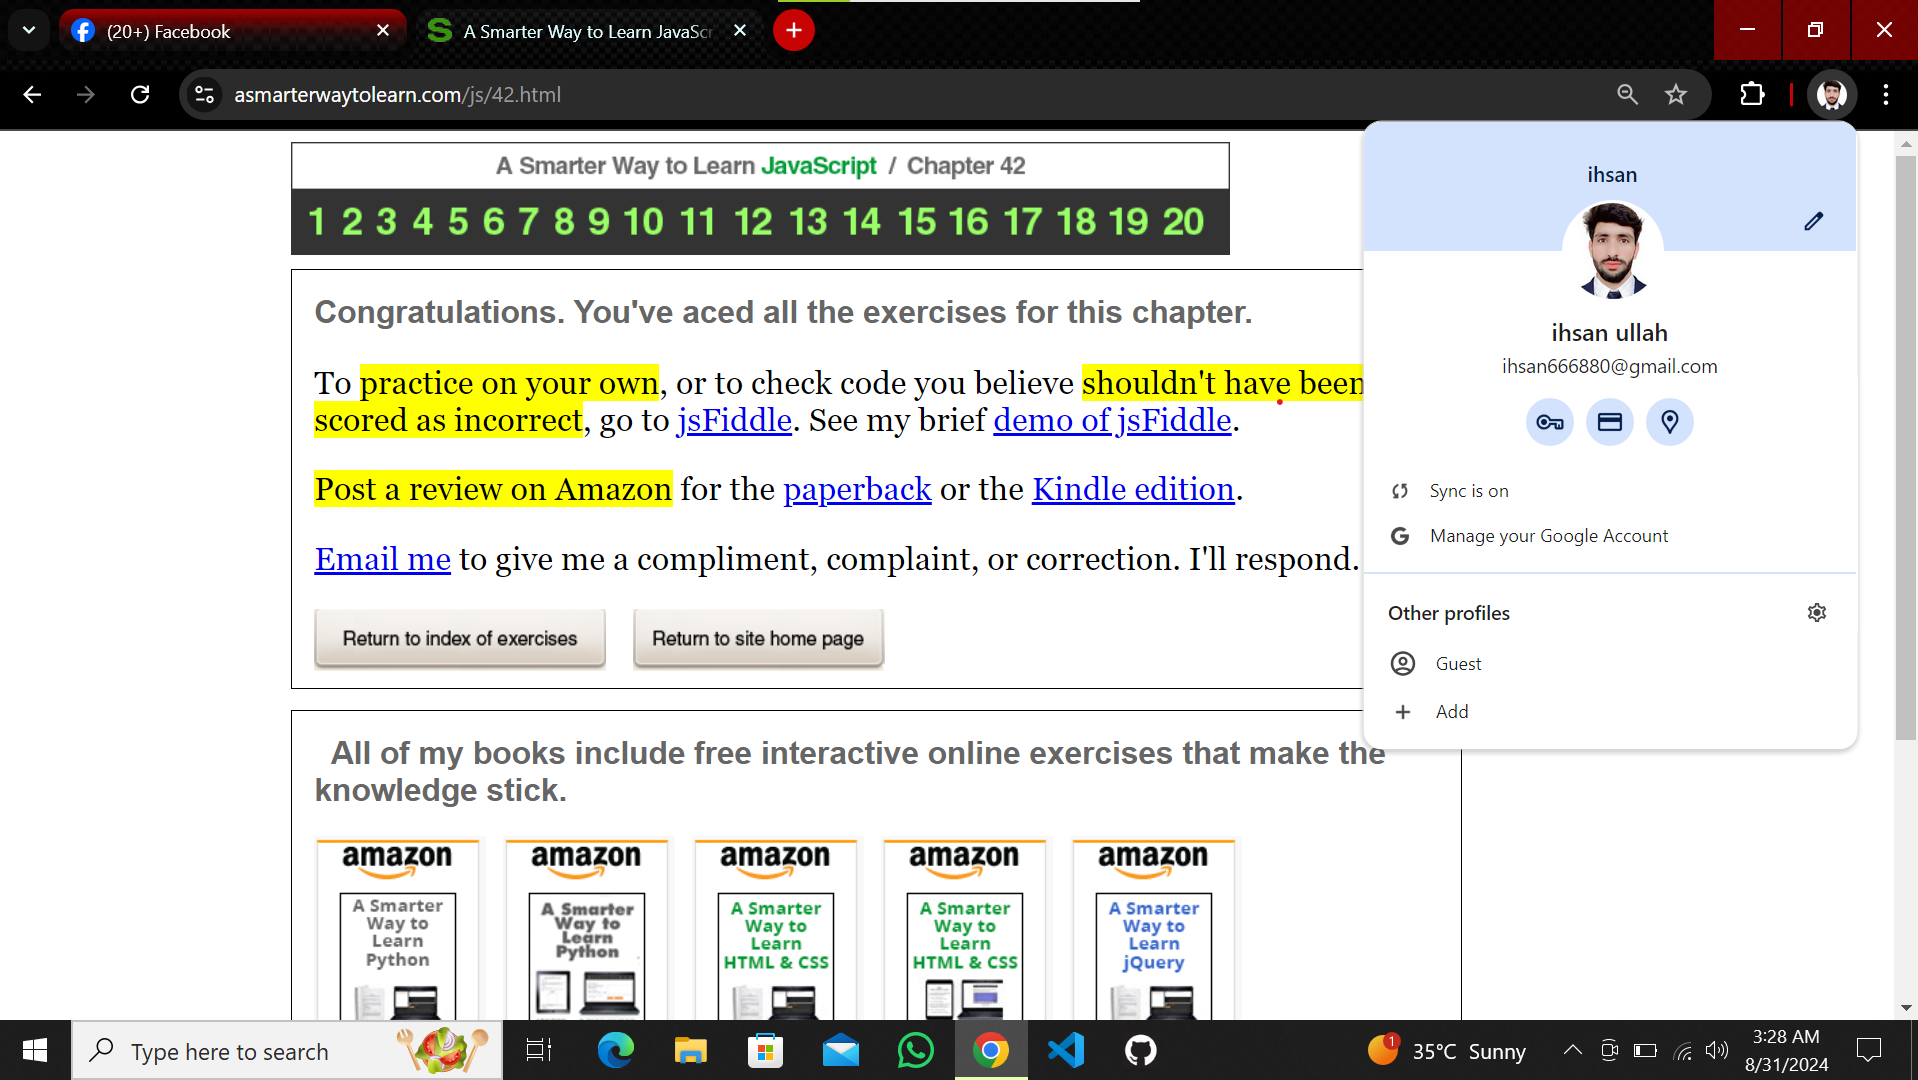 (20+) Facebook
A Smarter Way to Learn JavaScr
asmarterwaytolearn.com/js/42.html
A Smarter Way to Learn JavaScript / Chapter 42
1 2 3 4 5 6 7 8 9 10 11 12 13 14 15 16 17 18 19 20
Congratulations. You've aced all the exercises for this chapter.
To practice on your own, or to check code you believe shouldn't have been
scored as incorrect, go to jsFiddle. See my brief demo of jsFiddle.
Post a review on Amazon for the paperback or the Kindle edition.
Email me to give me a compliment, complaint, or correction. I'll respond.
Return to index of exercises
Return to site home page
ihsan
ihsan ullah
ihsan666880@gmail.com
Sync is on
Manage your Google Account
Other profiles
Guest
Add
All of my books include free interactive online exercises that make the
knowledge stick.
amazon
A Smarter
Way to
Learn
Python
amazon
A Smarter
Way to
Learn
Python
amazon
A Smarter
Way to
Learn
HTML & CSS
amazon
A Smarter
Way to
Learn
HTML & CSS
amazon
A Smarter
Way to
Learn
jQuery
Type here to search
1
35°C Sunny
3:28 AM
8/31/2024